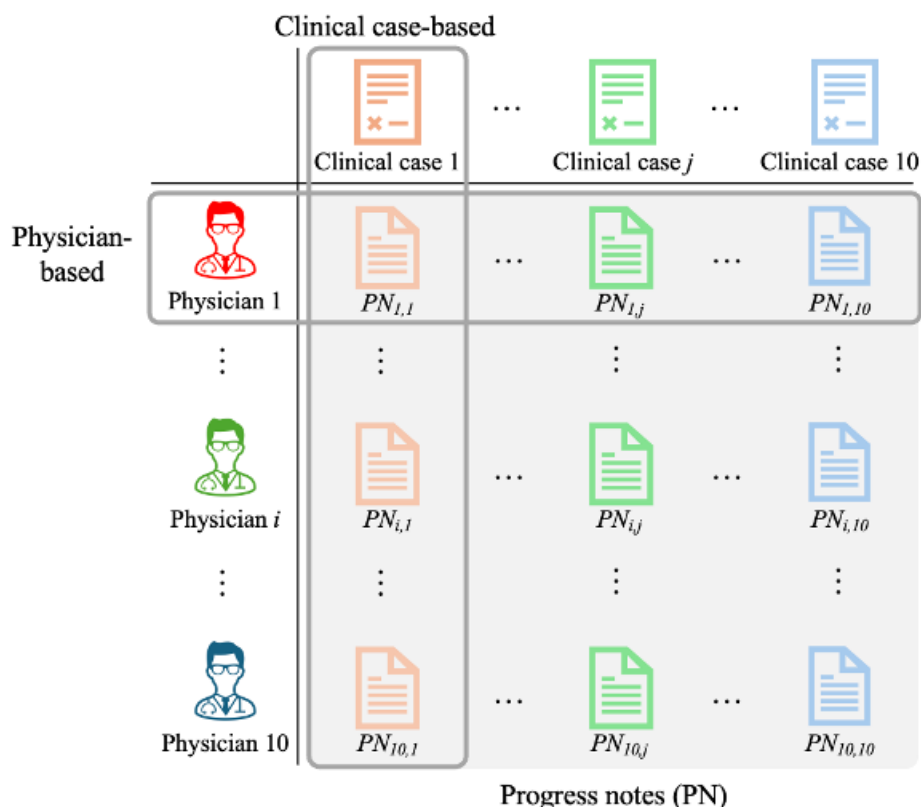 Clinical case-based
... ...
Clinical case 1 Clinical case j Clinical case 10
Physician-
based
... ...
Physician 1 PN1,1 PN1,j PN1,10
⋮ ⋮ ⋮ ⋮
... ...
Physician i PNi,1 PNi,j PNi,10
⋮ ⋮ ⋮ ⋮
... ...
Physician 10 PN10,1 PN10,j PN10,10
Progress notes (PN)